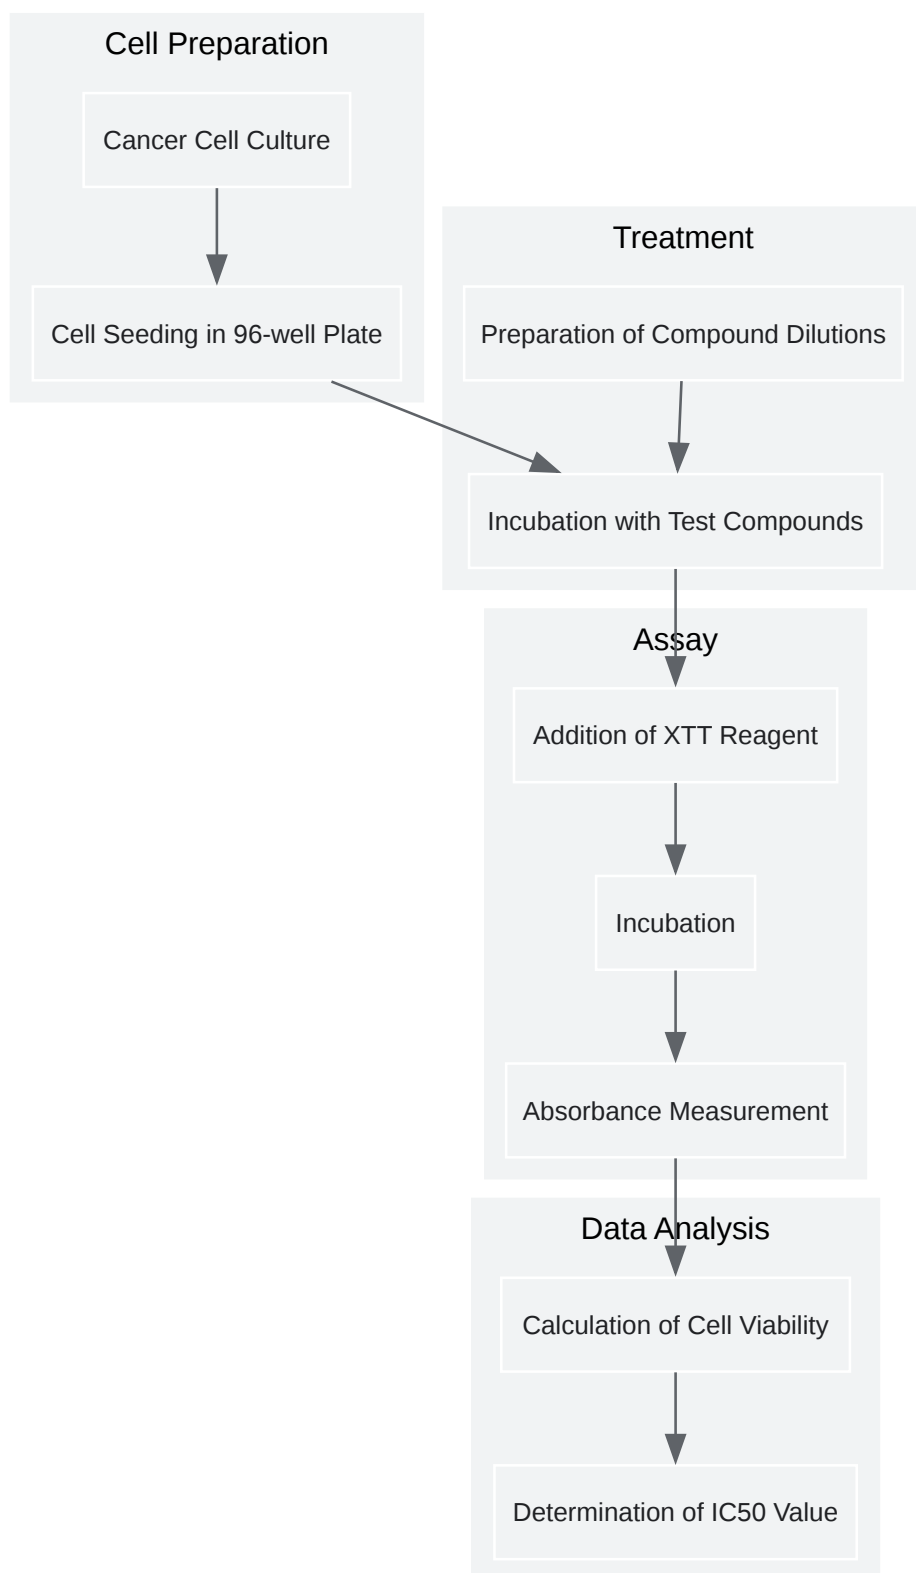 Cell Preparation
Cancer Cell Culture
Cell Seeding in 96-well Plate
Treatment
Preparation of Compound Dilutions
Incubation with Test Compounds
Assay
Addition of XTT Reagent
Incubation
Absorbance Measurement
Data Analysis
Calculation of Cell Viability
Determination of IC50 Value